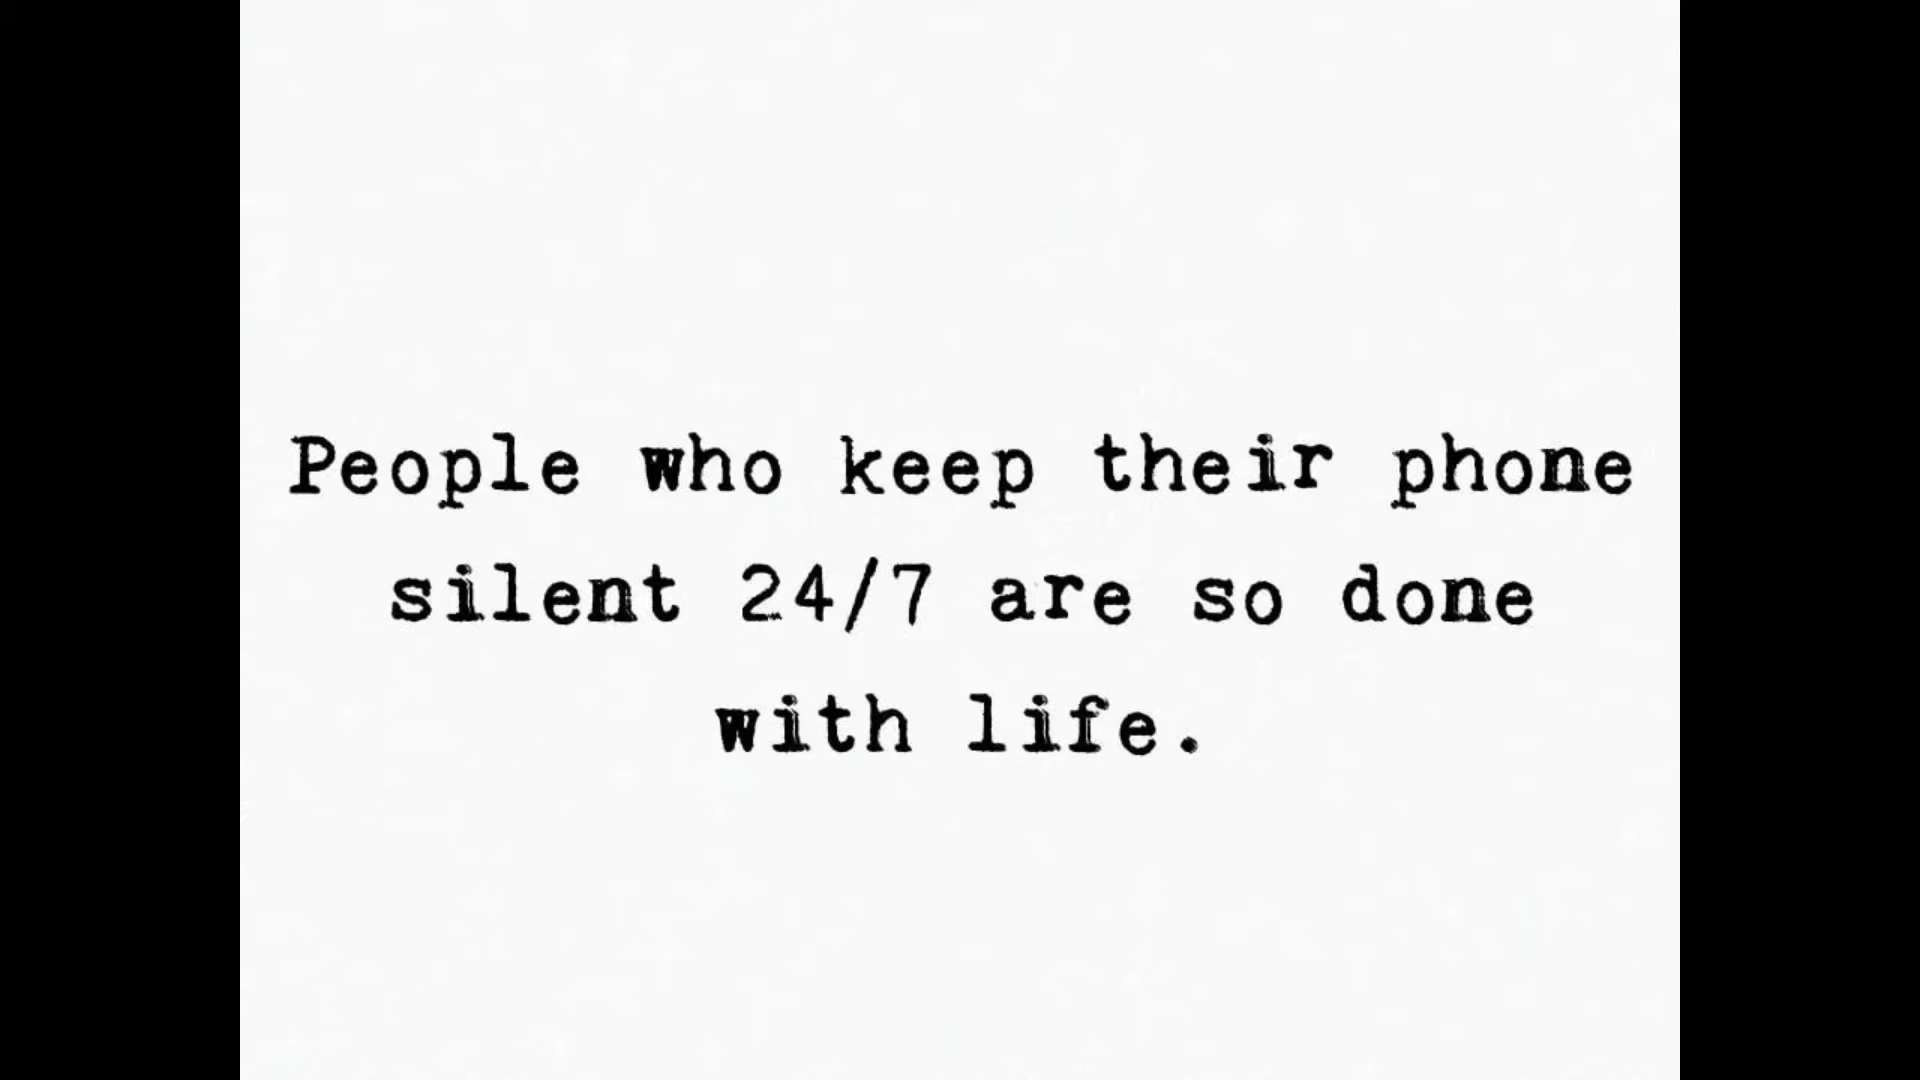 People who keep their phone
silent 24/7 are so done
with life.